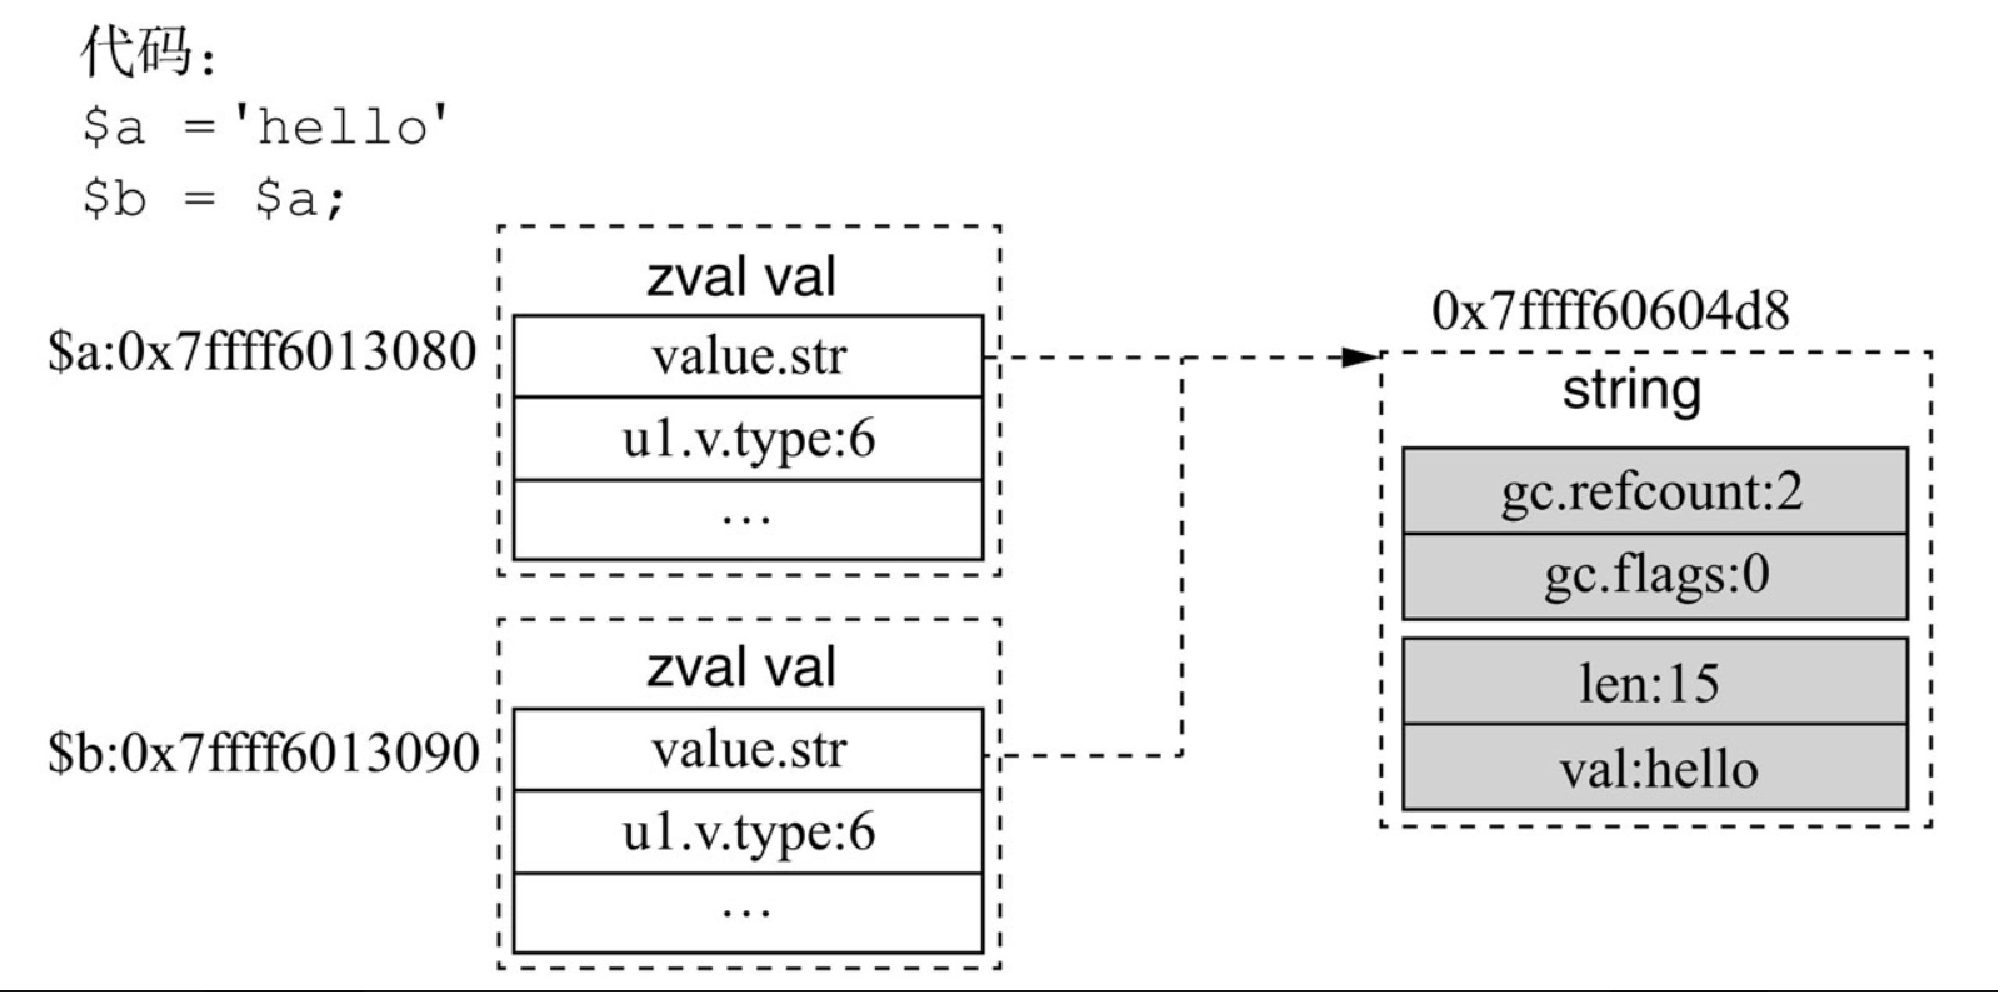 代码：
$a ='hello'
$b = $a;
zval val
$a:0x7ffff6013080
value.str
u1.v.type:6
...
zval val
$b:0x7ffff6013090
value.str
u1.v.type:6
...
0x7ffff60604d8
string
gc.refcount:2
gc.flags:0
len:15
val:hello